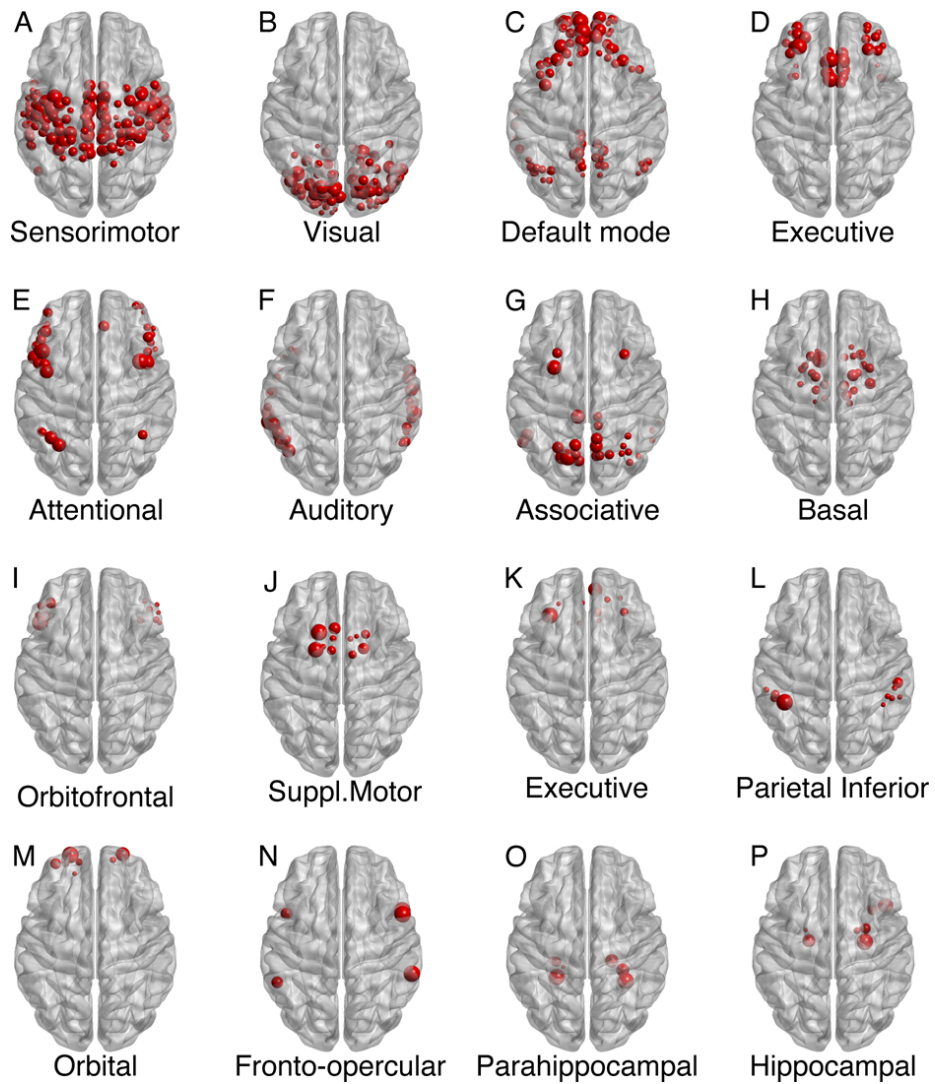 A B C D
Sensorimotor Visual Default mode Executive
E F G H
Attentional Auditory Associative Basal
I J K L
Orbitofrontal Suppl.Motor Executive Parietal Inferior
M N O P
Orbital Fronto-opercular Parahippocampal Hippocampal